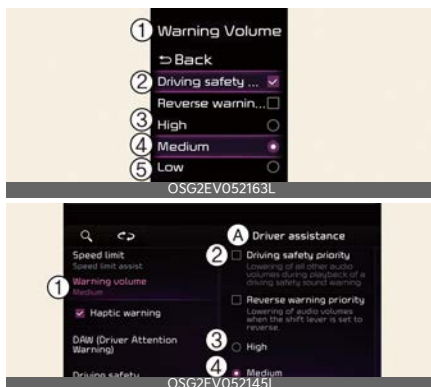 ① Warning Volume
⮌ Back
② Driving safety ...
Reverse warnin...
③ High
④ Medium
⑤ Low
OSG2EV052163L
Ⓐ Driver assistance
Speed limit
Speed limit assist
① Warning volume
Medium
Haptic warning
DAW (Driver Attention
Warning)
Driving safety
② Driving safety priority
Lowering of all other audio
volumes during playback of a
driving safety sound warning
Reverse warning priority
Lowering of audio volumes
when the shift lever is set to
reverse.
③ High
④ Medium
OSG2EV052145L